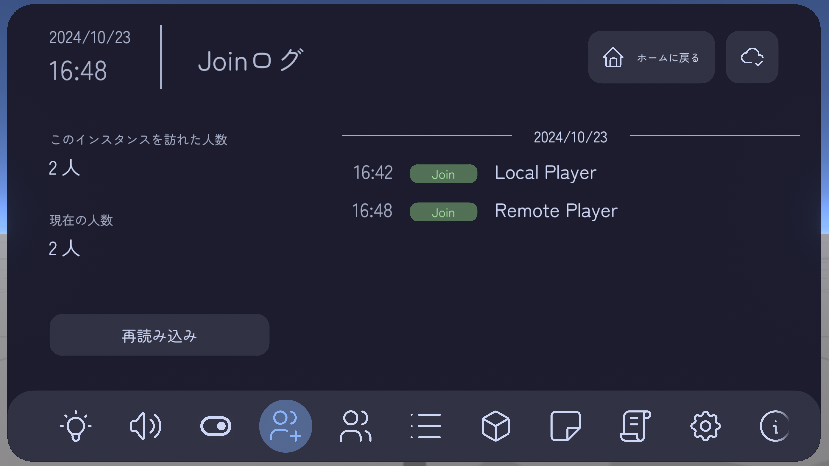 2024/10/23
16:48
Joinログ
ホームに戻る
このインスタンスを訪れた人数
2 人
現在の人数
2 人
再読み込み
2024/10/23
16:42 Join Local Player
16:48 Join Remote Player